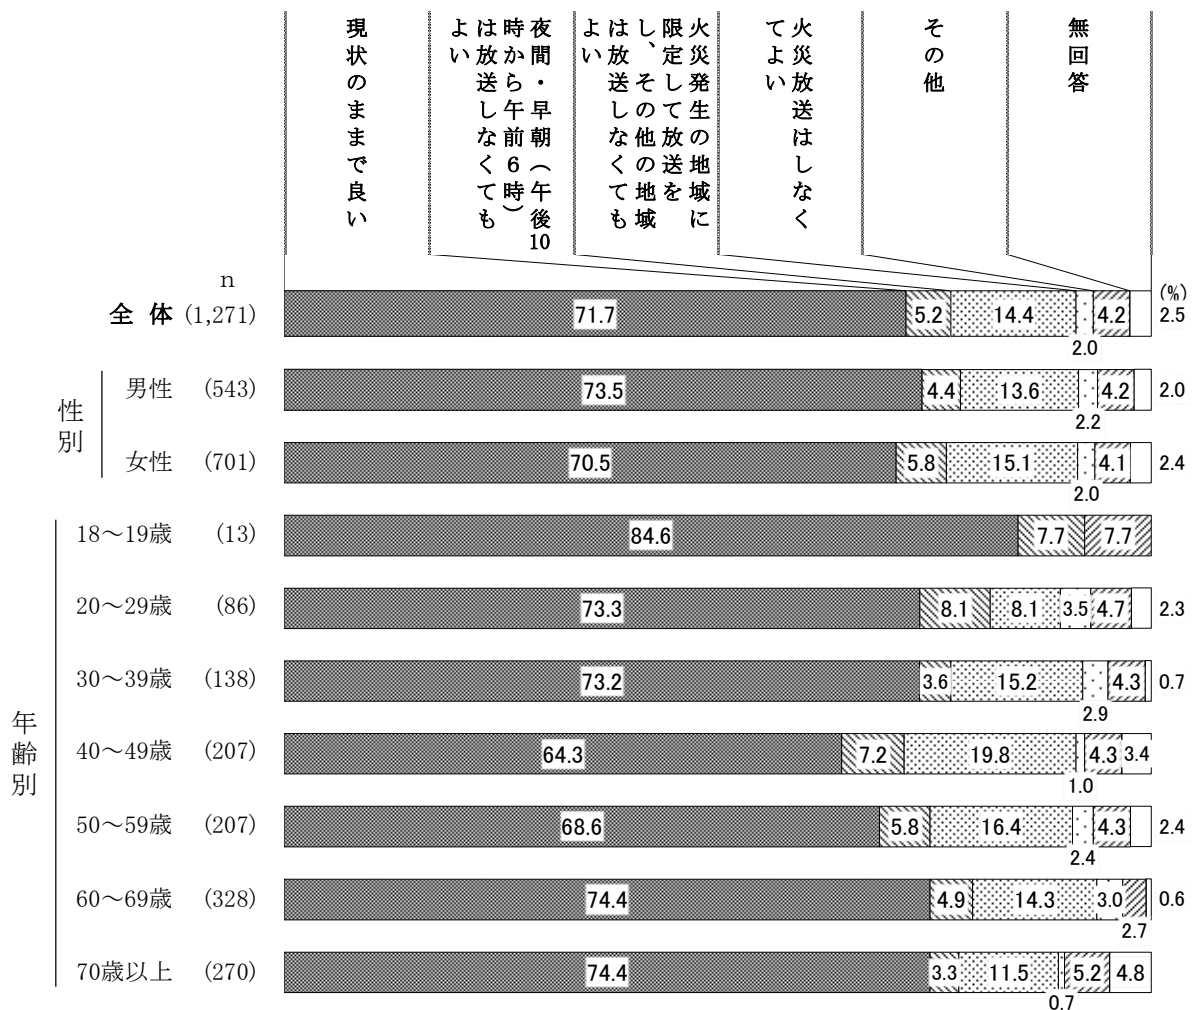 現状のままで良い
夜間・早朝（午後10
時から午前６時）
は放送しなくても
よい
火災発生の地域に
限定して放送を
し、その他の地域
は放送しなくても
よい
火災放送はしなく
てよい
その他
無回答
n
(%)
全 体 (1,271) 71.7 5.2 14.4 2.0 4.2 2.5
性別
男性 (543) 73.5 4.4 13.6 2.2 4.2 2.0
女性 (701) 70.5 5.8 15.1 2.0 4.1 2.4
年齢別
18～19歳 (13) 84.6 7.7 7.7
20～29歳 (86) 73.3 8.1 8.1 3.5 4.7 2.3
30～39歳 (138) 73.2 3.6 15.2 2.9 4.3 0.7
40～49歳 (207) 64.3 7.2 19.8 1.0 4.3 3.4
50～59歳 (207) 68.6 5.8 16.4 2.4 4.3 2.4
60～69歳 (328) 74.4 4.9 14.3 3.0 2.7 0.6
70歳以上 (270) 74.4 3.3 11.5 0.7 5.2 4.8